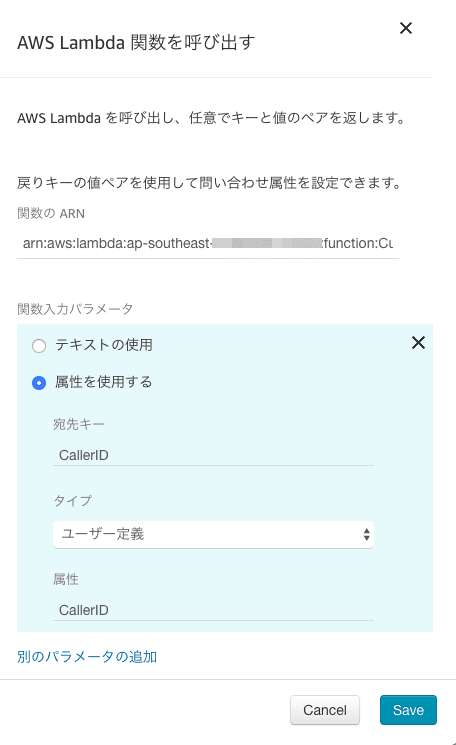 AWS Lambda 関数を呼び出す
AWS Lambda を呼び出し、任意でキーと値のペアを返します。
戻りキーの値ペアを使用して問い合わせ属性を設定できます。
関数の ARN
arn:aws:lambda:ap-southeast- :function:Cu
関数入力パラメータ
テキストの使用
属性を使用する
宛先キー
CallerID
タイプ
ユーザー定義
属性
CallerID
別のパラメータの追加
Cancel Save